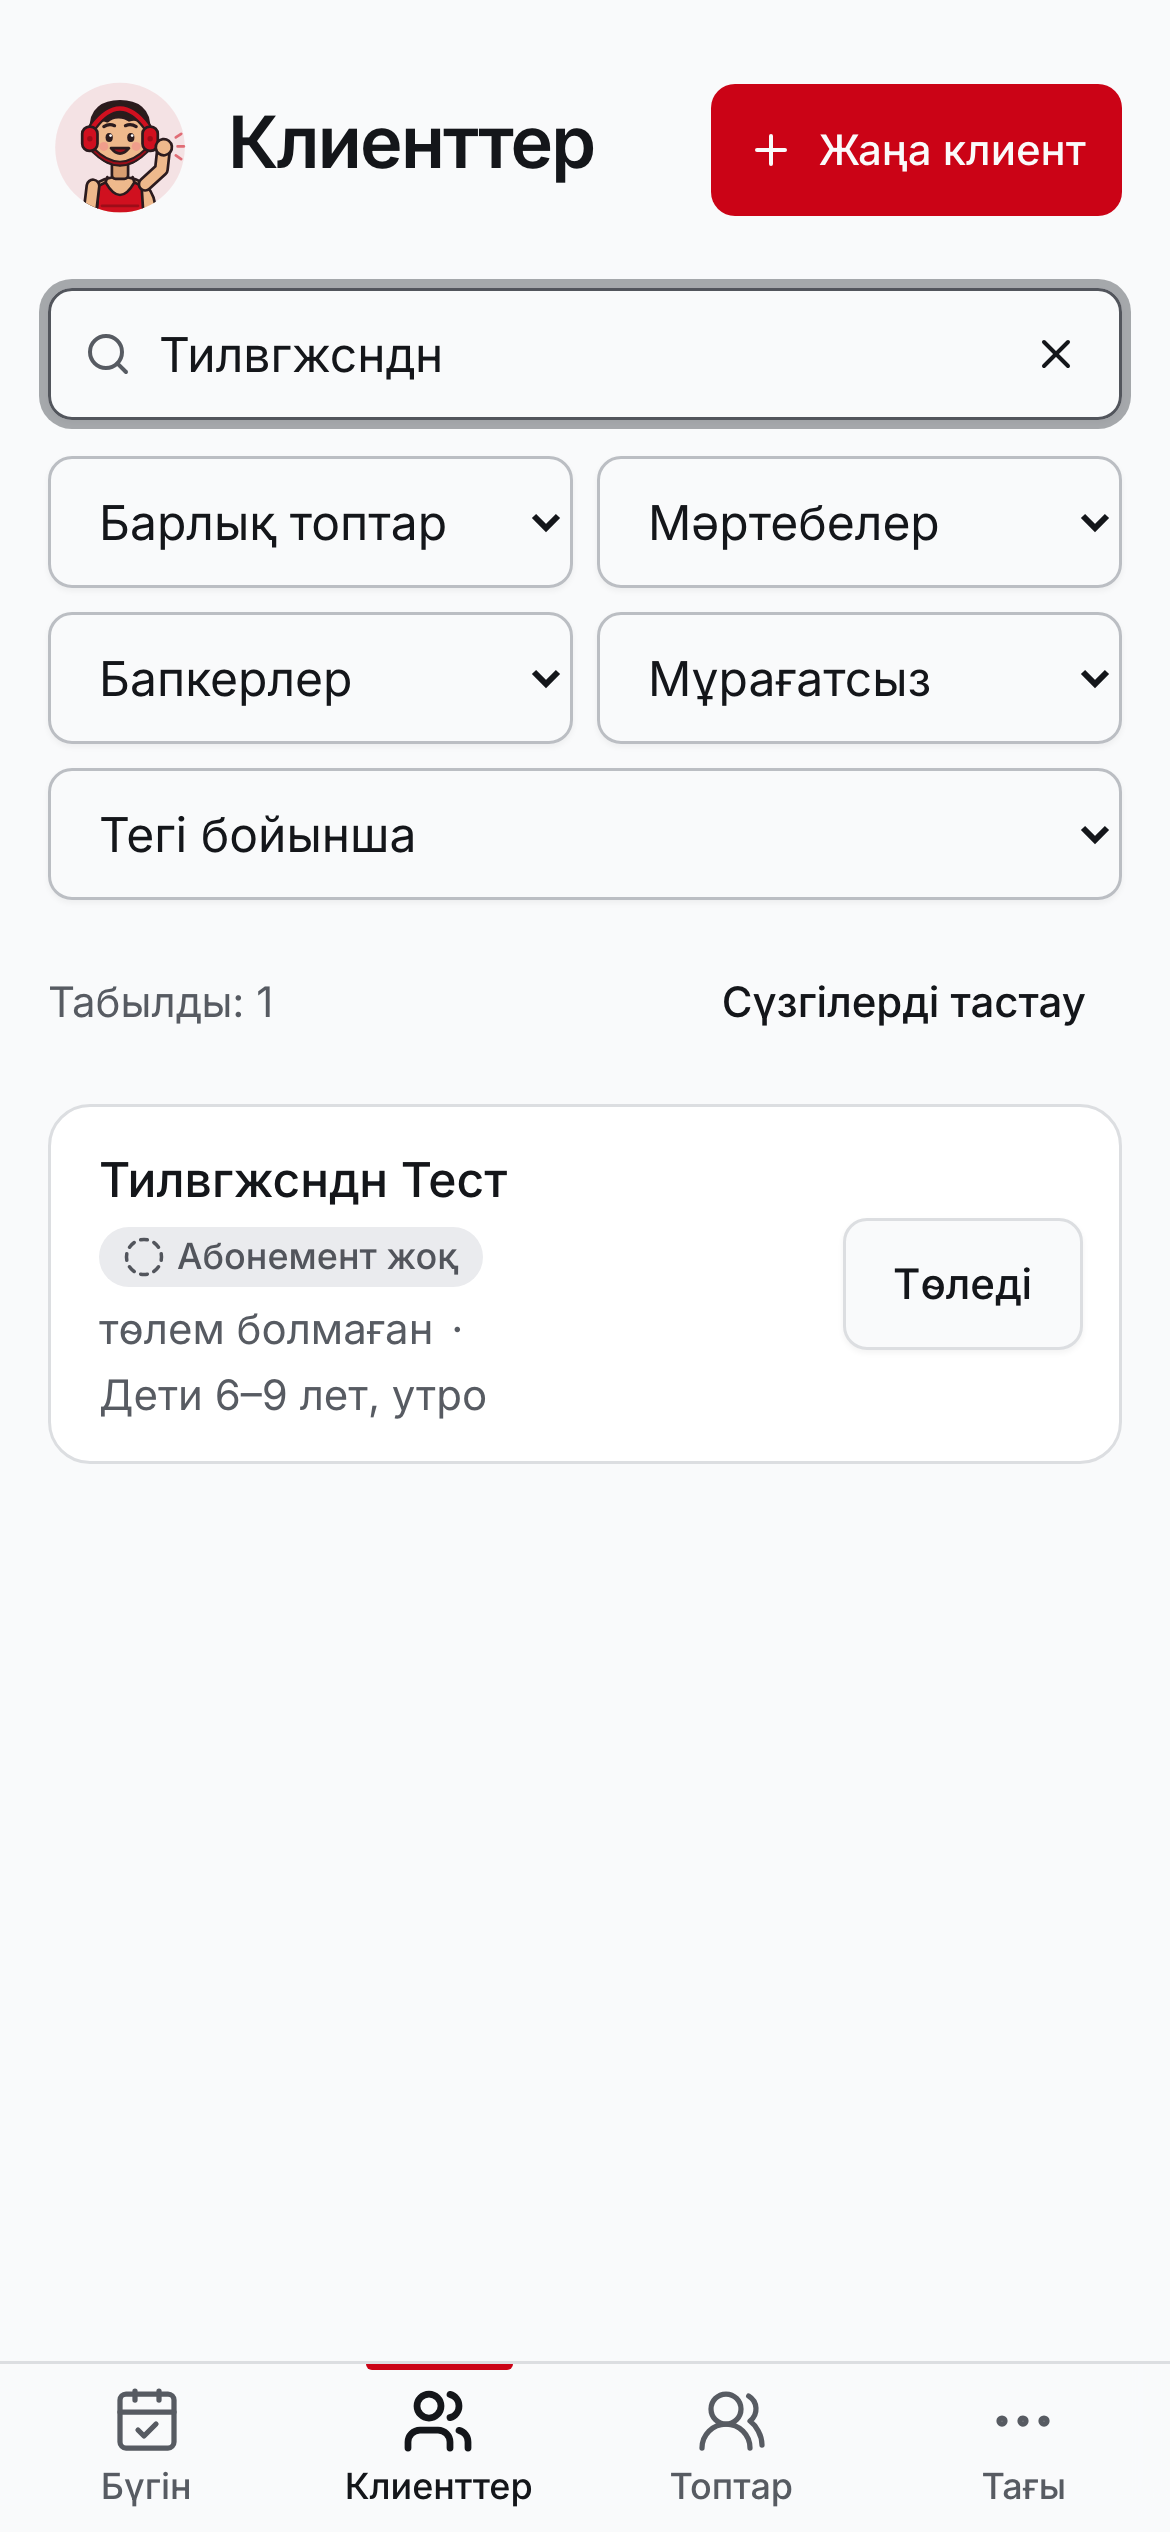 Клиенттер
+ Жаңа клиент
Тилвгжсндн
Барлық топтар
Мәртебелер
Бапкерлер
Мұрағатсыз
Тегі бойынша
Табылды: 1
Сүзгілерді тастау
Тилвгжсндн Тест
Абонемент жоқ
төлем болмаған ·
Дети 6–9 лет, утро
Төледі
Бүгін
Клиенттер
Топтар
Тағы